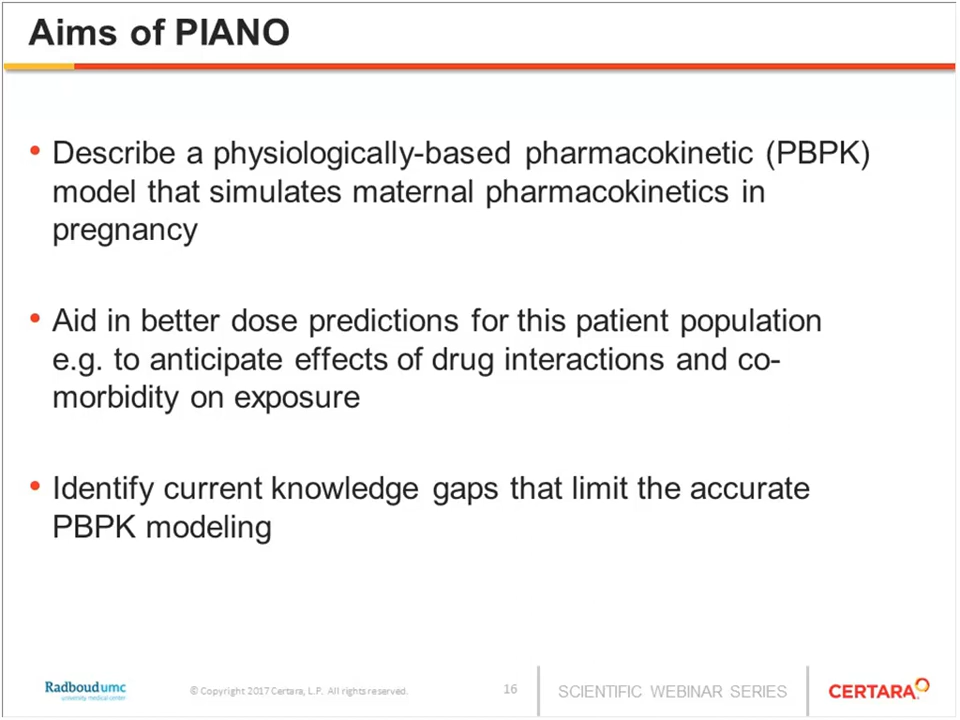 Aims of PIANO
• Describe a physiologically-based pharmacokinetic (PBPK)
model that simulates maternal pharmacokinetics in
pregnancy
• Aid in better dose predictions for this patient population
e.g. to anticipate effects of drug interactions and co-
morbidity on exposure
• Identify current knowledge gaps that limit the accurate
PBPK modeling
Radboudumc
university medical center
© Copyright 2017 Certara, L.P. All rights reserved.
16
SCIENTIFIC WEBINAR SERIES
CERTARA